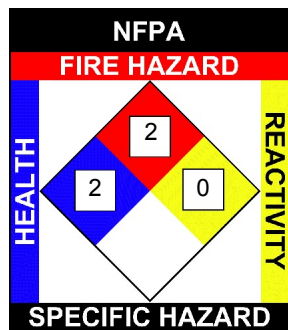 NFPA
FIRE HAZARD
HEALTH
2
2
0
REACTIVITY
SPECIFIC HAZARD